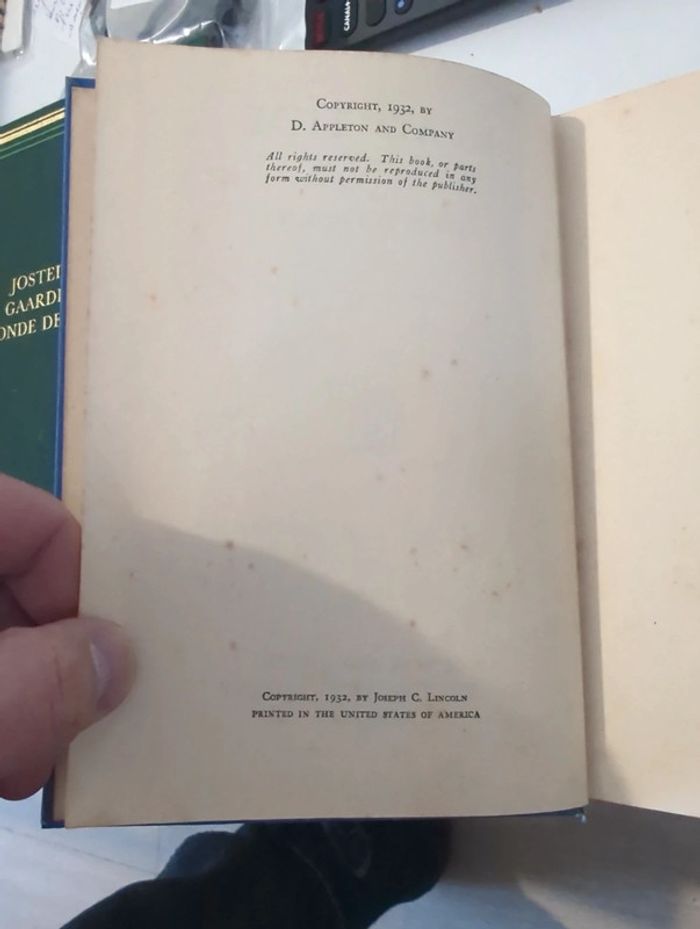 COPYRIGHT, 1932, BY
D. APPLETON AND COMPANY
All rights reserved. This book, or parts
thereof, must not be reproduced in any
form without permission of the publisher.
COPYRIGHT, 1932, BY JOSEPH C. LINCOLN
PRINTED IN THE UNITED STATES OF AMERICA
JOSTEI
GAARD
ONDE DE
CANAL+